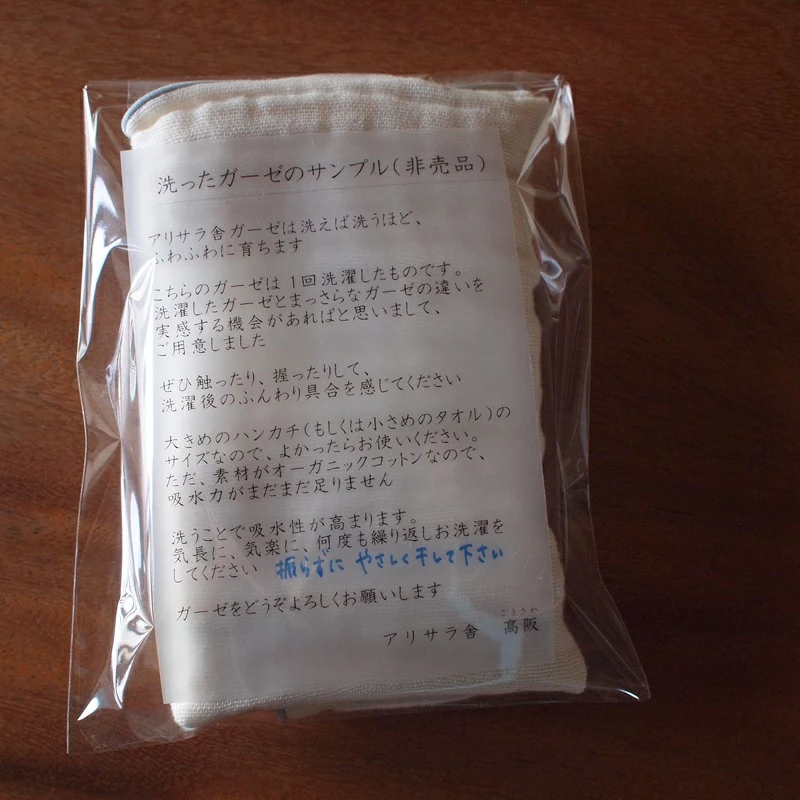 洗ったガーゼのサンプル(非売品)
アリサラ舎ガーゼは洗えば洗うほど、
ふわふわに育ちます
こちらのガーゼは1回洗濯したものです。
洗濯したガーゼとまっさらなガーゼの違いを
実感する機会があればと思いまして、
ご用意しました
ぜひ触ったり、握ったりして、
洗濯後のふんわり具合を感じてください
大きめのハンカチ(もしくは小さめのタオル)の
サイズなので、よかったらお使いください。
ただ、素材がオーガニックコットンなので、
吸水力がまだまだ足りません
洗うことで吸水性が高まります。
気長に、気楽に、何度も繰り返しお洗濯を
してください 振らずに やさしく干して下さい
ガーゼをどうぞよろしくお願いします
こうさか
アリサラ舎 高阪